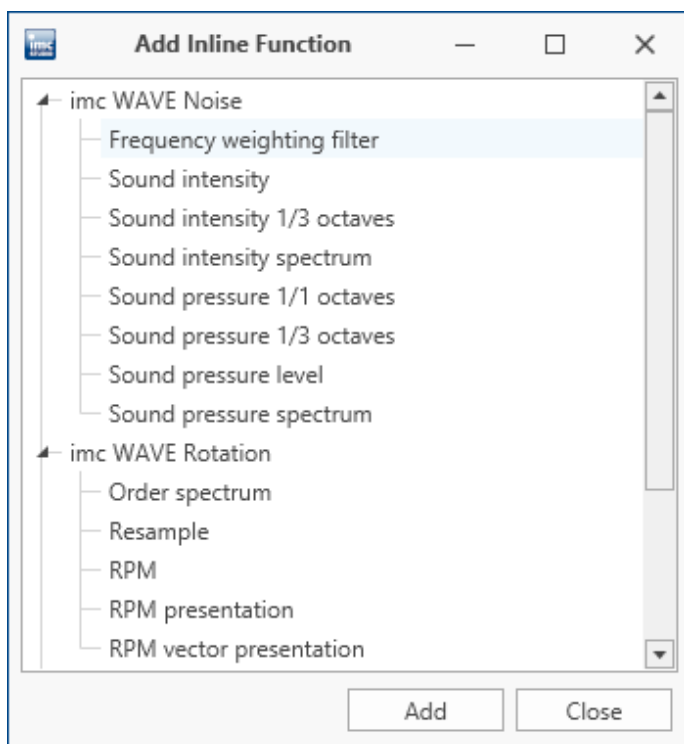 imc
Add Inline Function
imc WAVE Noise
Frequency weighting filter
Sound intensity
Sound intensity 1/3 octaves
Sound intensity spectrum
Sound pressure 1/1 octaves
Sound pressure 1/3 octaves
Sound pressure level
Sound pressure spectrum
imc WAVE Rotation
Order spectrum
Resample
RPM
RPM presentation
RPM vector presentation
Add Close